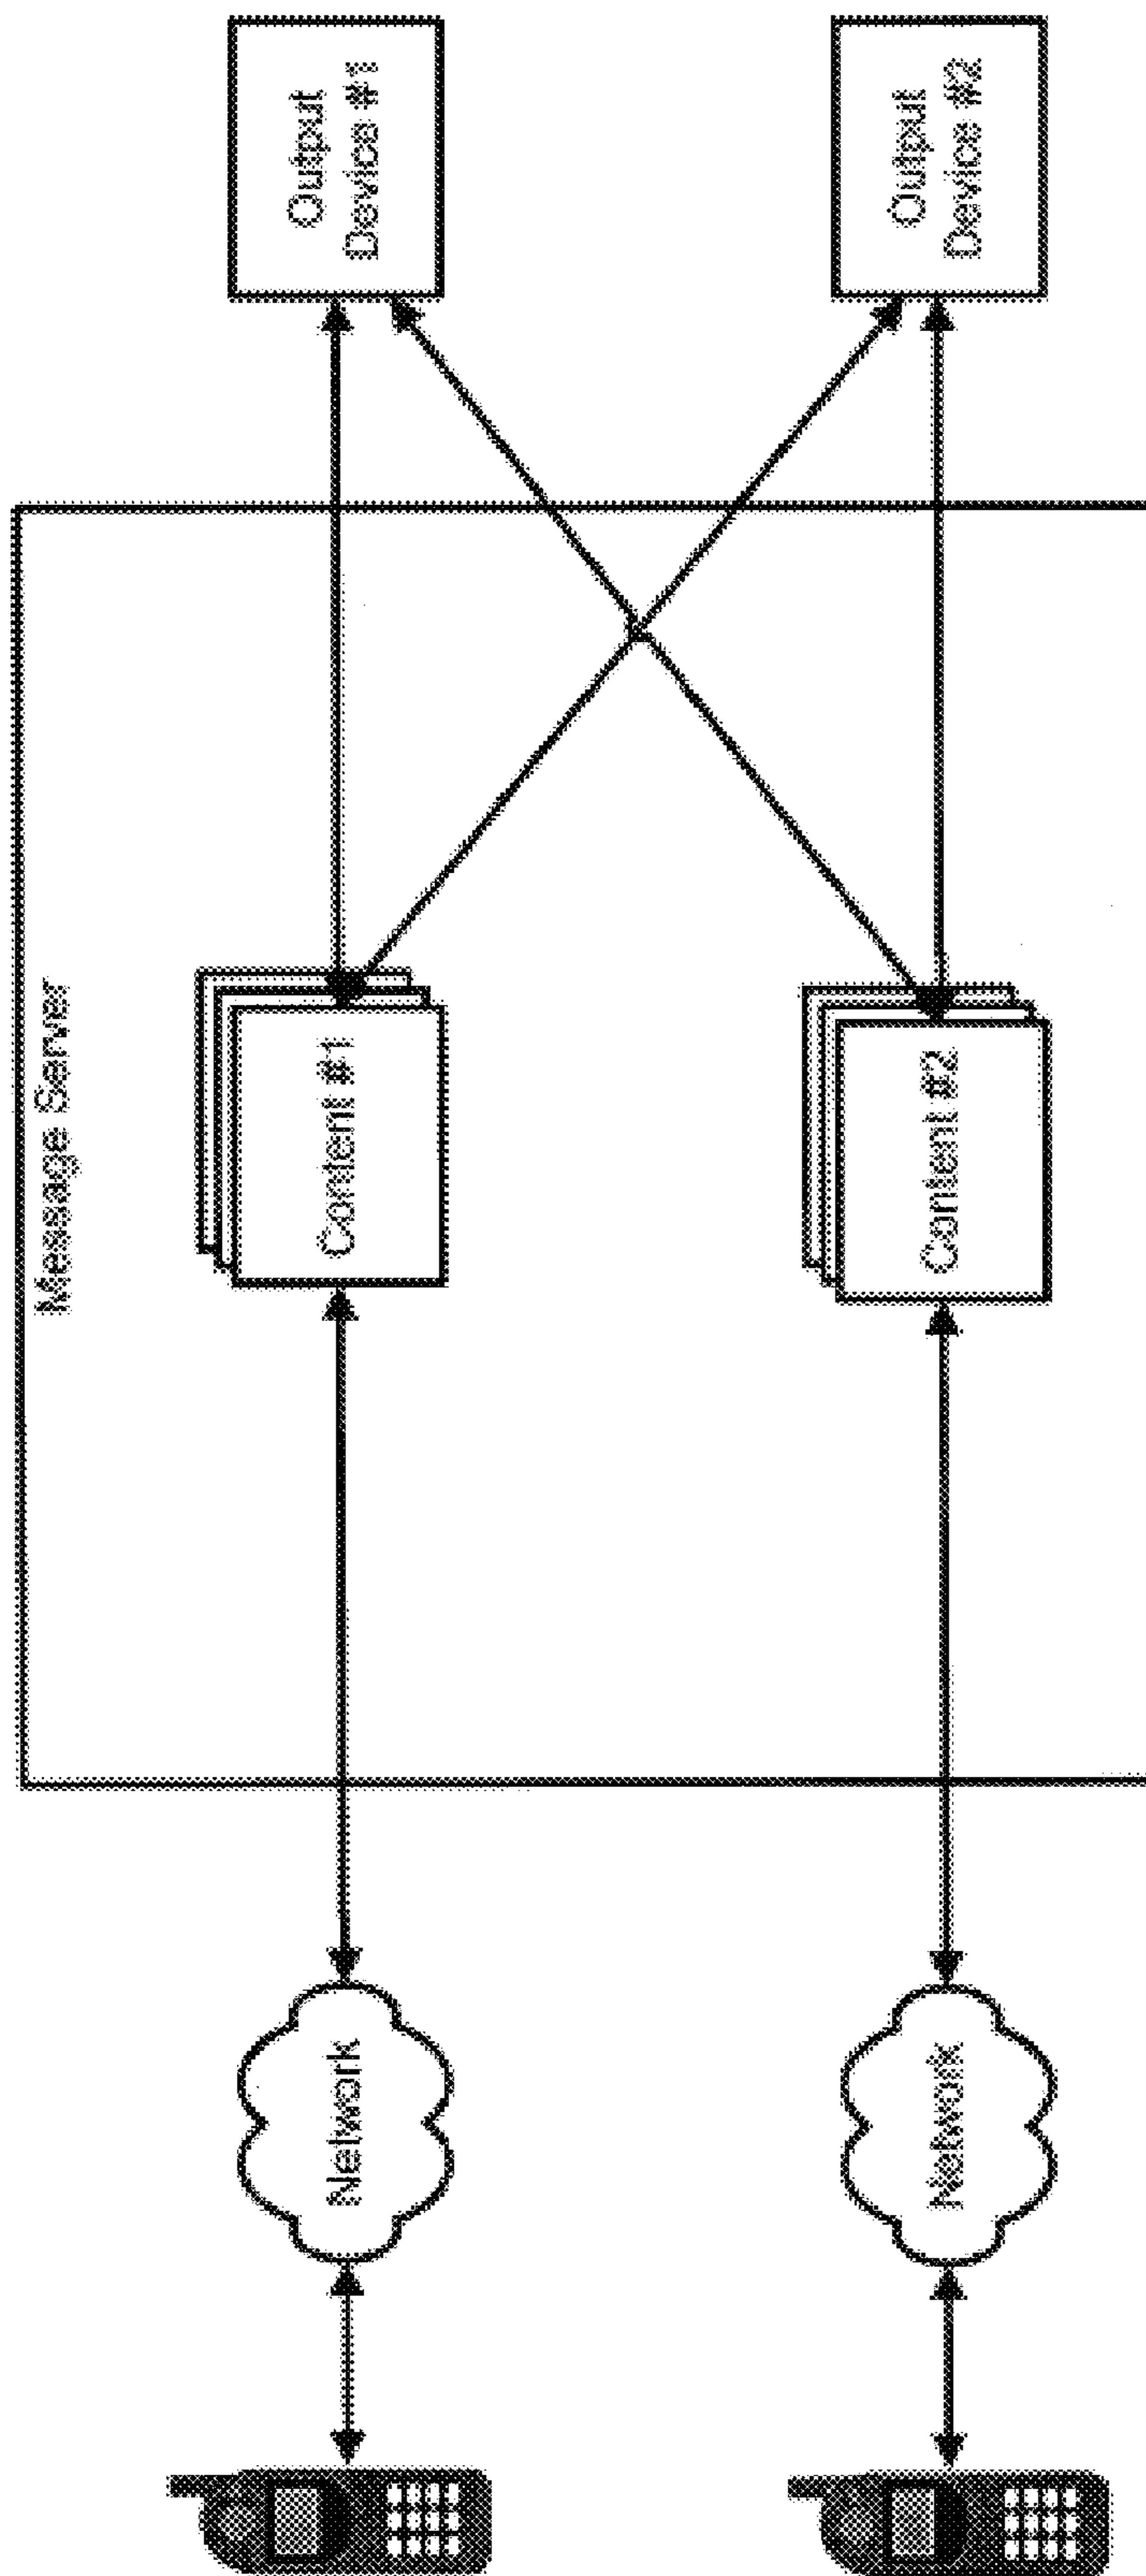 Message Server
Network
Content #1
Output
Device #1
Network
Content #2
Output
Device #2